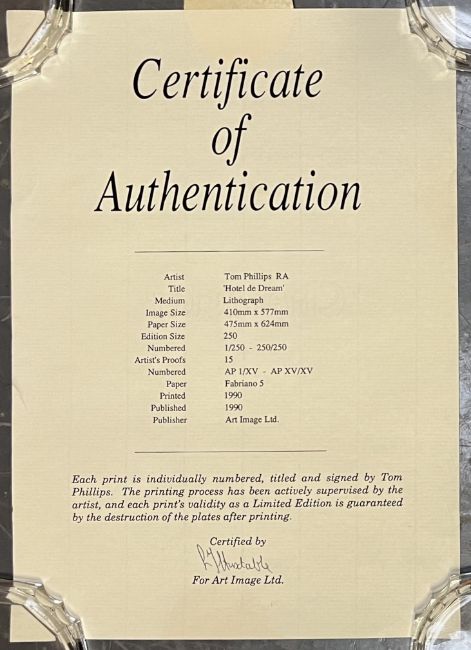 Certificate
of
Authentication
Artist Tom Phillips RA
Title 'Hotel de Dream'
Medium Lithograph
Image Size 410mm x 577mm
Paper Size 475mm x 624mm
Edition Size 250
Numbered 1/250 - 250/250
Artist's Proofs 15
Numbered AP 1/XV - AP XV/XV
Paper Fabriano 5
Printed 1990
Published 1990
Publisher Art Image Ltd.
Each print is individually numbered, titled and signed by Tom
Phillips. The printing process has been actively supervised by the
artist, and each print's validity as a Limited Edition is guaranteed
by the destruction of the plates after printing.
Certified by
For Art Image Ltd.